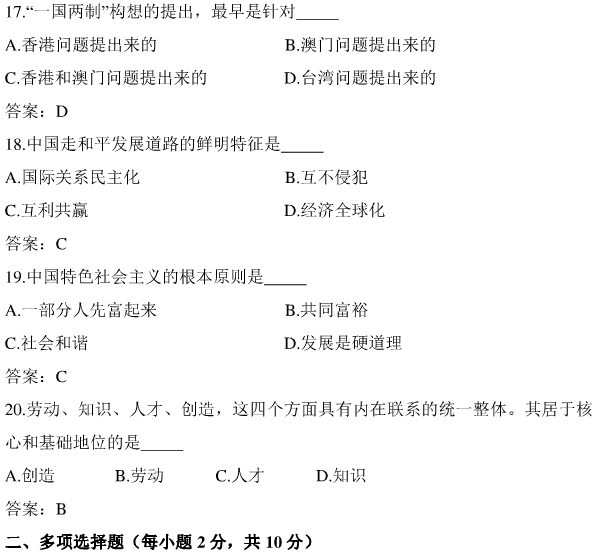 17.“一国两制”构想的提出，最早是针对_____
A.香港问题提出来的 B.澳门问题提出来的
C.香港和澳门问题提出来的 D.台湾问题提出来的
答案：D
18.中国走和平发展道路的鲜明特征是_____
A.国际关系民主化 B.互不侵犯
C.互利共赢 D.经济全球化
答案：C
19.中国特色社会主义的根本原则是_____
A.一部分人先富起来 B.共同富裕
C.社会和谐 D.发展是硬道理
答案：C
20.劳动、知识、人才、创造，这四个方面具有内在联系的统一整体。其居于核
心和基础地位的是_____
A.创造 B.劳动 C.人才 D.知识
答案：B
二、多项选择题（每小题 2 分，共 10 分）